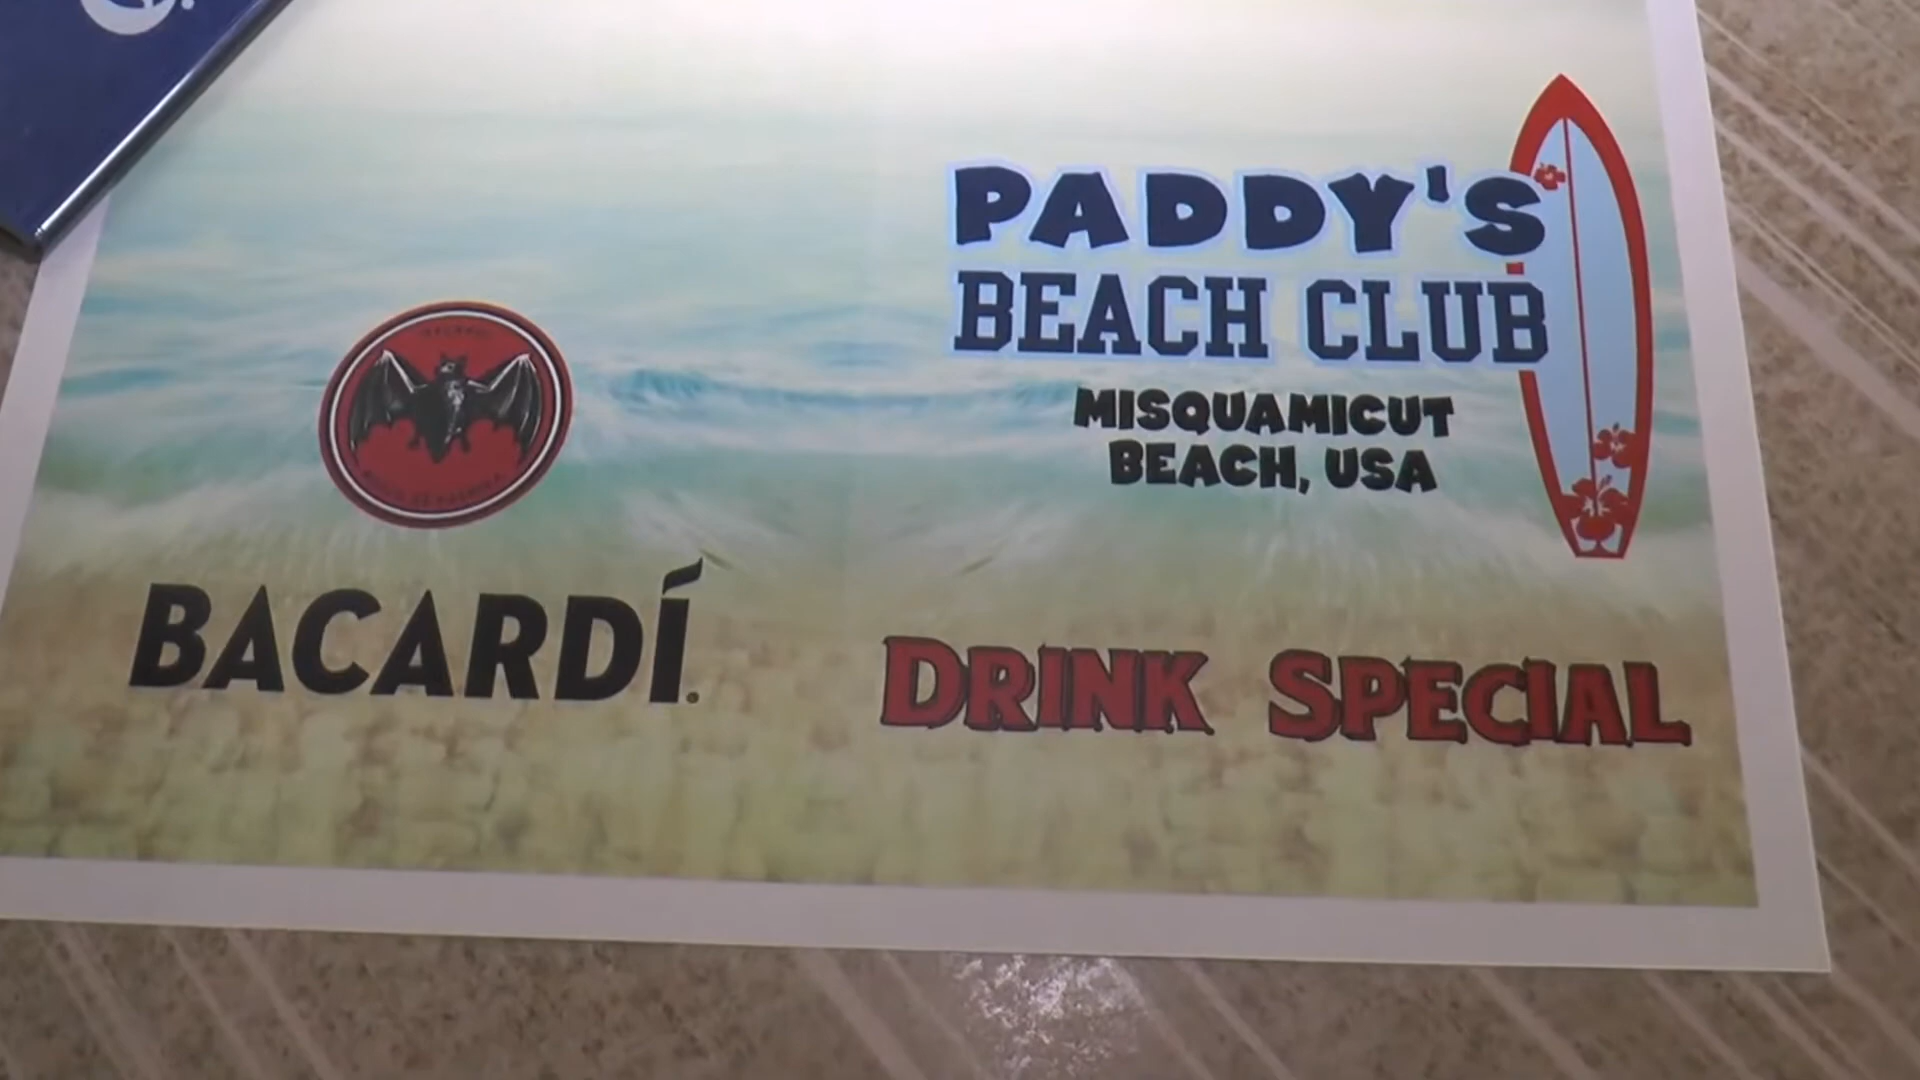 PADDY'S
BEACH CLUB
MISQUAMICUT
BEACH, USA
BACARDÍ
DRINK SPECIAL